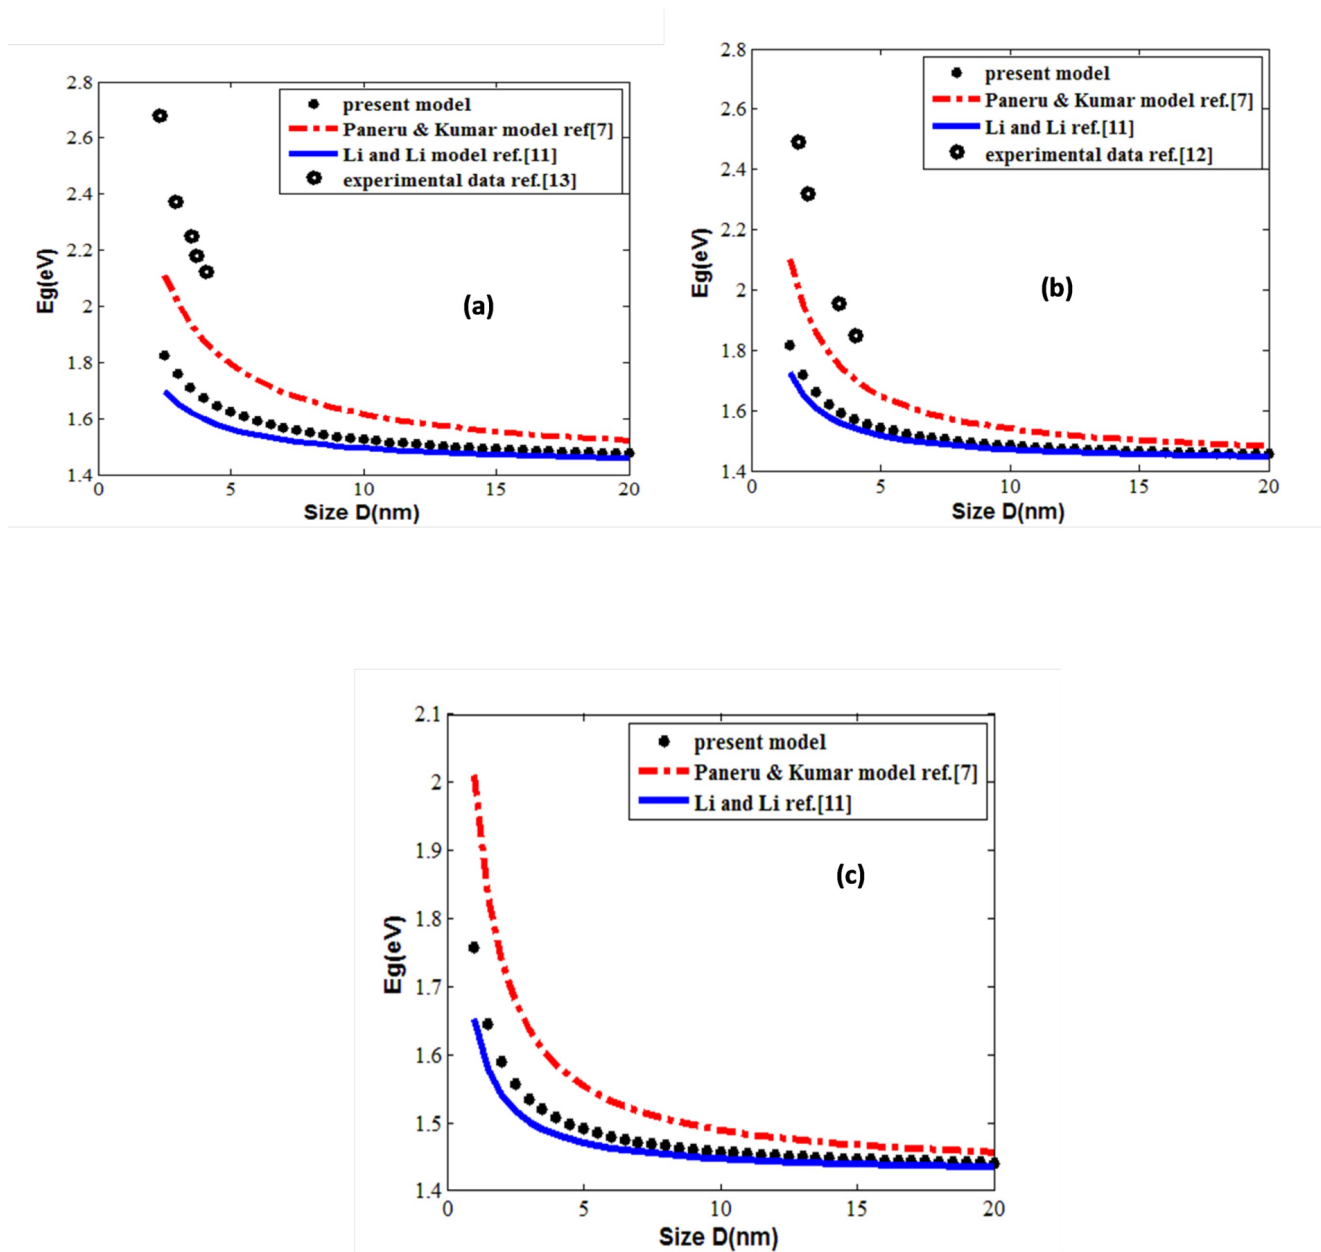 2.8
2.6
2.4
2.2
2
1.8
1.6
1.4
0
5
10
15
20
Eg(eV)
Size D(nm)
present model
Paneru & Kumar model ref[7]
Li and Li model ref.[11]
experimental data ref.[13]
(a)
2.8
2.6
2.4
2.2
2
1.8
1.6
1.4
0
5
10
15
20
Eg(eV)
Size D(nm)
present model
Paneru & Kumar model ref.[7]
Li and Li ref.[11]
experimental data ref.[12]
(b)
2.1
2
1.9
1.8
1.7
1.6
1.5
1.4
0
5
10
15
20
Eg(eV)
Size D(nm)
present model
Paneru & Kumar model ref.[7]
Li and Li ref.[11]
(c)